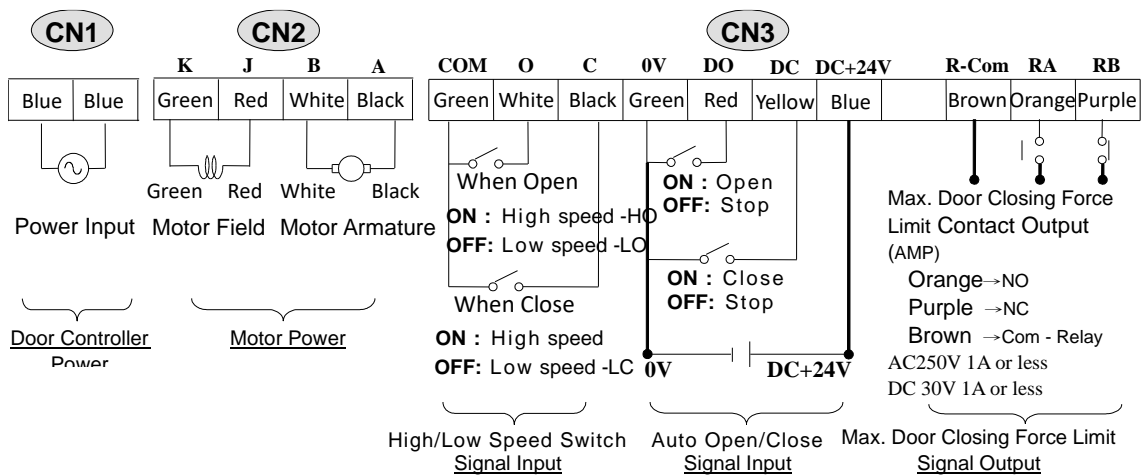 CN1 CN2 CN3
K J B A COM O C 0V DO DC DC+24V R-Com RA RB
Blue Blue Green Red White Black Green White Black Green Red Yellow Blue Brown Orange Purple
Green Red White Black
Power Input Motor Field Motor Armature
Door Controller
Power
Motor Power
When Open
ON : High speed -HO
OFF: Low speed -LO
When Close
ON : High speed
OFF: Low speed -LC
High/Low Speed Switch
Signal Input
ON : Open
OFF: Stop
ON : Close
OFF: Stop
0V DC+24V
Auto Open/Close
Signal Input
Max. Door Closing Force
Limit Contact Output
(AMP)
Orange→NO
Purple →NC
Brown →Com - Relay
AC250V 1A or less
DC 30V 1A or less
Max. Door Closing Force Limit
Signal Output